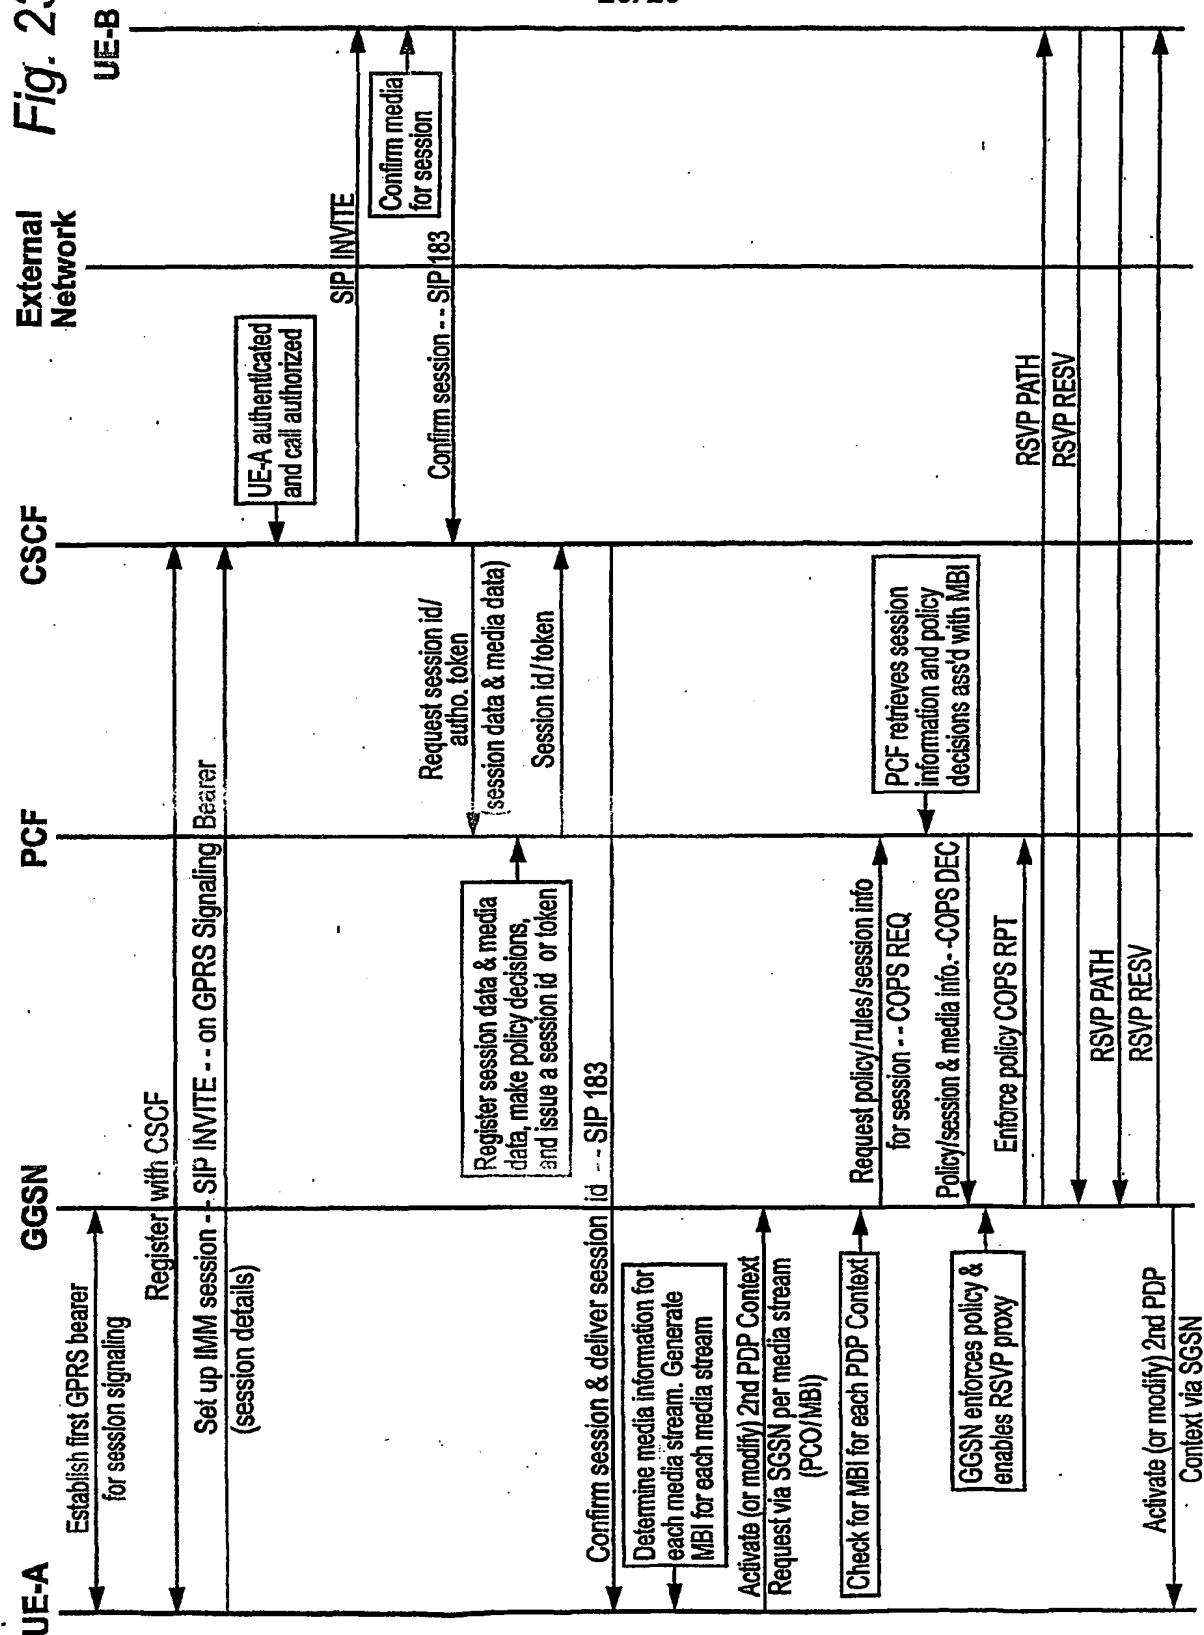 Fig. 23
UE-A
GGSN
PCF
CSCF
External
Network
UE-B
Establish first GPRS bearer
for session signaling
Register with CSCF
Set up IMM session -- SIP INVITE -- on GPRS Signaling Bearer
(session details)
UE-A authenticated
and call authorized
SIP INVITE
Confirm media
for session
Confirm session -- SIP 183
Request session id/
autho. token
(session data & media data)
Register session data & media
data, make policy decisions,
and issue a session id or token
Session id/token
Confirm session & deliver session id -- SIP 183
Determine media information for
each media stream. Generate
MBI for each media stream
Activate (or modify) 2nd PDP Context
Request via SGSN per media stream
(PCO/MBI)
Check for MBI for each PDP Context
Request policy/rules/session info
for session -- COPS REQ
PCF retrieves session
information and policy
decisions ass'd with MBI
Policy/session & media info.--COPS DEC
GGSN enforces policy &
enables RSVP proxy
Enforce policy COPS RPT
RSVP PATH
RSVP RESV
RSVP PATH
RSVP RESV
Activate (or modify) 2nd PDP
Context via SGSN